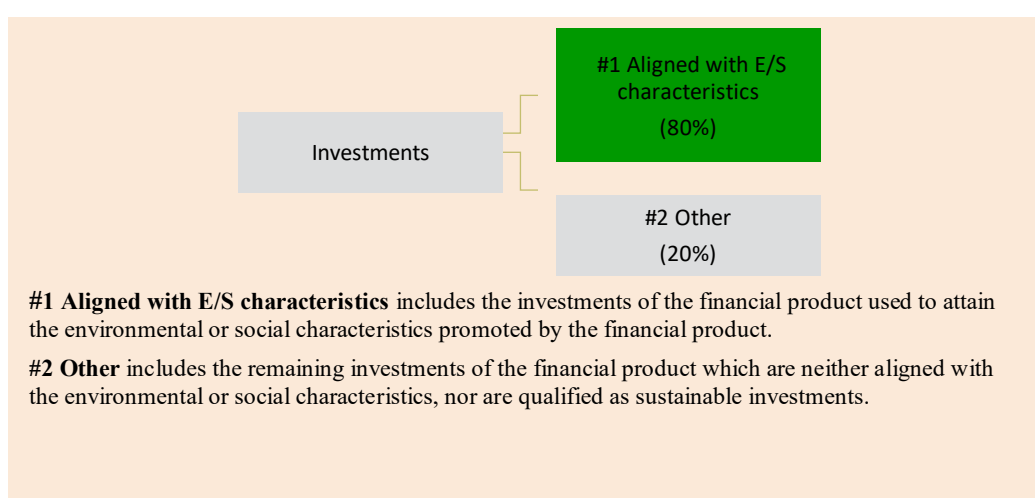 #1 Aligned with E/S
characteristics
(80%)
Investments
#2 Other
(20%)
#1 Aligned with E/S characteristics includes the investments of the financial product used to attain
the environmental or social characteristics promoted by the financial product.
#2 Other includes the remaining investments of the financial product which are neither aligned with
the environmental or social characteristics, nor are qualified as sustainable investments.